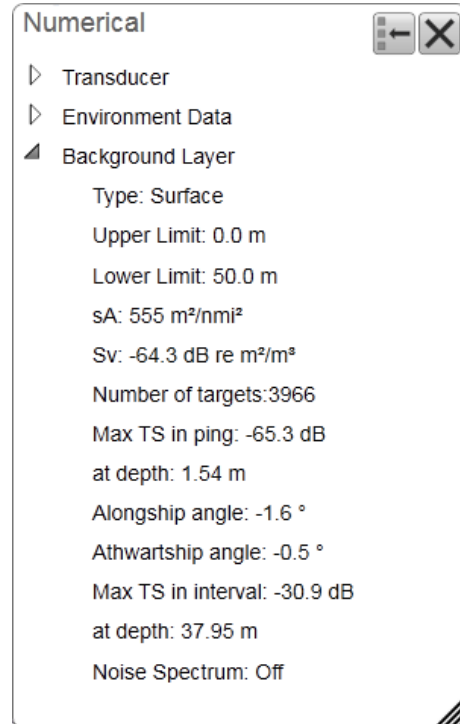 Numerical
Transducer
Environment Data
Background Layer
Type: Surface
Upper Limit: 0.0 m
Lower Limit: 50.0 m
sA: 555 m²/nmi²
Sv: -64.3 dB re m²/m³
Number of targets:3966
Max TS in ping: -65.3 dB
at depth: 1.54 m
Alongship angle: -1.6 °
Athwartship angle: -0.5 °
Max TS in interval: -30.9 dB
at depth: 37.95 m
Noise Spectrum: Off